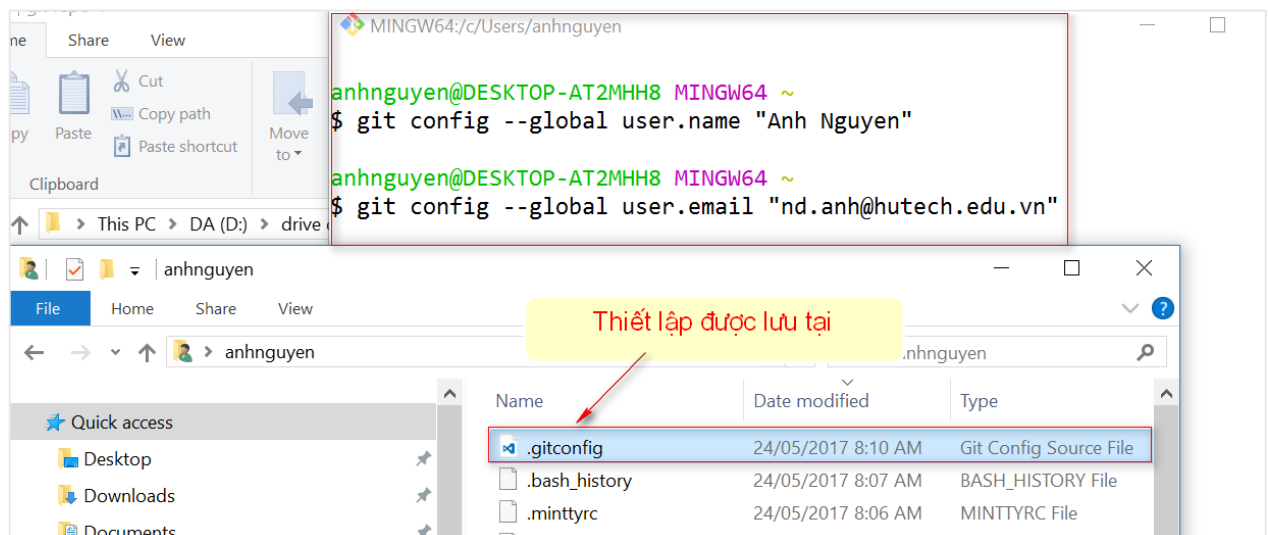 MINGW64:/c/Users/anhnguyen
Share View
Cut
Copy path
Paste shortcut
Paste
Move
to
Clipboard
anhnguyen@DESKTOP-AT2MHH8 MINGW64 ~
$ git config --global user.name "Anh Nguyen"
anhnguyen@DESKTOP-AT2MHH8 MINGW64 ~
$ git config --global user.email "nd.anh@hutech.edu.vn"
> This PC > DA (D:) > drive
anhnguyen
File Home Share View
Thiết lập được lưu tại
> anhnguyen
Quick access
Desktop
Downloads
Documents
Name Date modified Type
.gitconfig 24/05/2017 8:10 AM Git Config Source File
.bash_history 24/05/2017 8:07 AM BASH_HISTORY File
.minttyrc 24/05/2017 8:06 AM MINTTYRC File